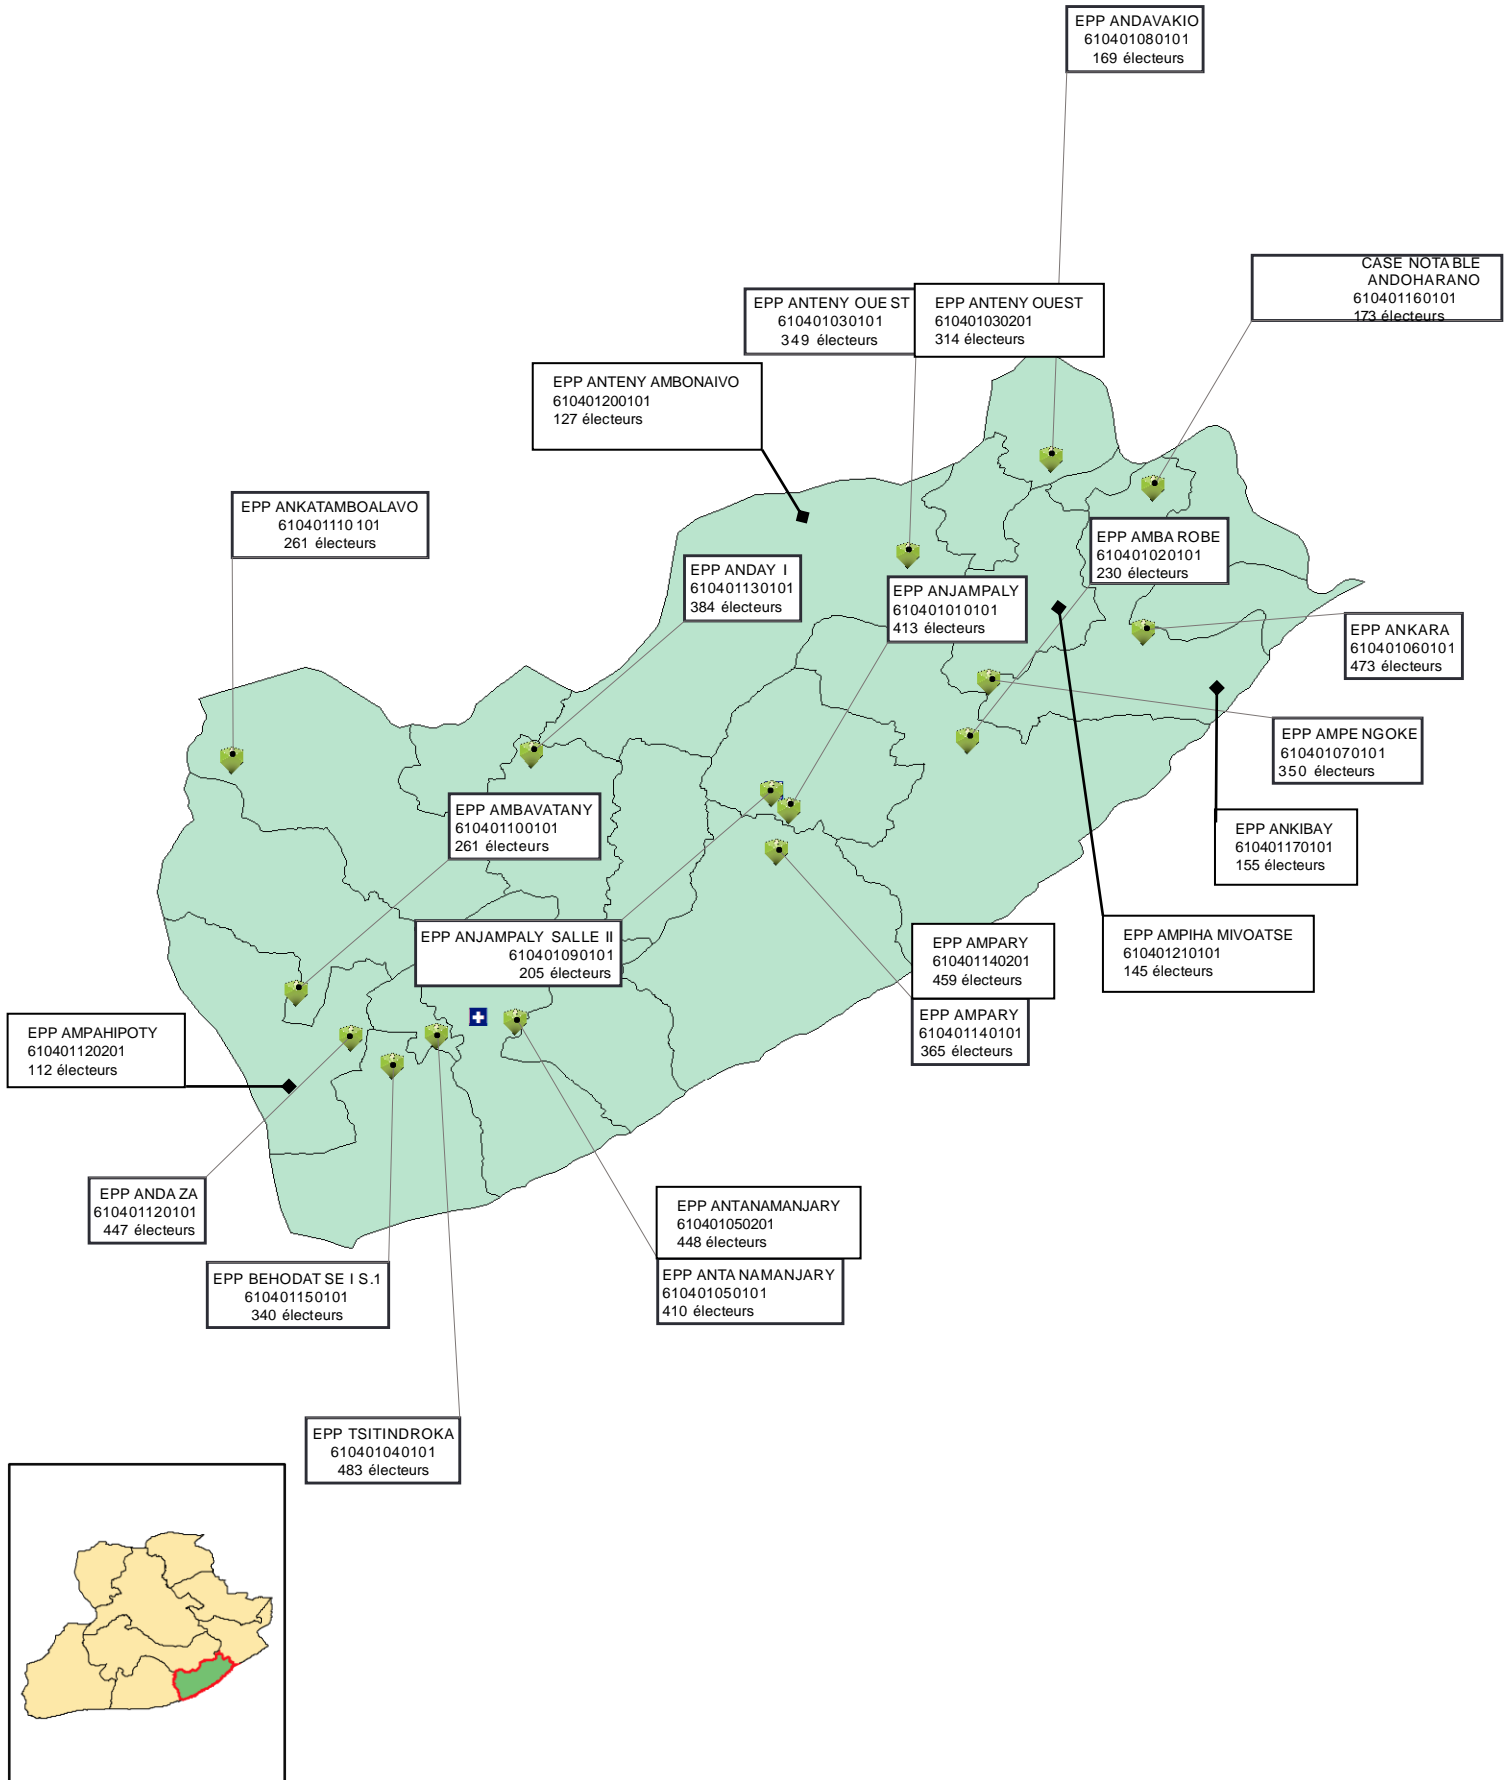 EPP ANDAVAKIO
610401080101
169 électeurs
CASE NOTABLE
ANDOHARANO
610401160101
173 électeurs
EPP ANTENY OUEST
610401030101
349 électeurs
EPP ANTENY OUEST
610401030201
314 électeurs
EPP ANTENY AMBONAIVO
610401200101
127 électeurs
EPP ANKATAMBOALAVO
610401110101
261 électeurs
EPP AMBAROBE
610401020101
230 électeurs
EPP ANDAY I
610401130101
384 électeurs
EPP ANJAMPALY
610401010101
413 électeurs
EPP ANKARA
610401060101
473 électeurs
EPP AMPENGOKE
610401070101
350 électeurs
EPP AMBAVATANY
610401100101
261 électeurs
EPP ANKIBAY
610401170101
155 électeurs
EPP ANJAMPALY SALLE II
610401090101
205 électeurs
EPP AMPARY
610401140201
459 électeurs
EPP AMPIHAMIVOATSE
610401210101
145 électeurs
EPP AMPARY
610401140101
365 électeurs
EPP AMPAHIPOTY
610401120201
112 électeurs
EPP ANDAZA
610401120101
447 électeurs
EPP ANTANAMANJARY
610401050201
448 électeurs
EPP BEHODATSE I S.1
610401150101
340 électeurs
EPP ANTANAMANJARY
610401050101
410 électeurs
EPP TSITINDROKA
610401040101
483 électeurs